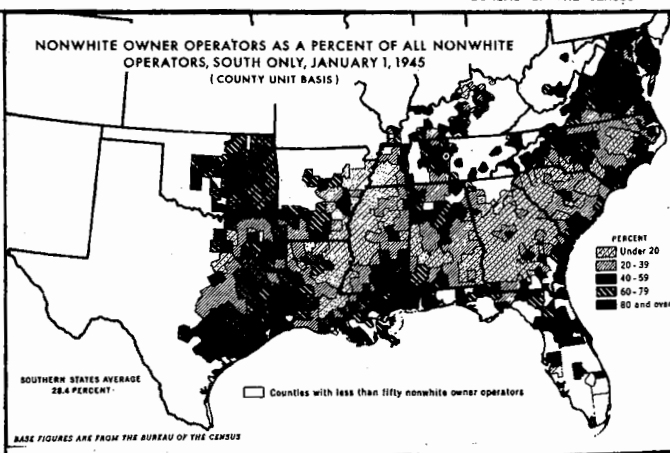 NONWHITE OWNER OPERATORS AS A PERCENT OF ALL NONWHITE
OPERATORS, SOUTH ONLY, JANUARY 1, 1945
(COUNTY UNIT BASIS)
PERCENT
Under 20
20 - 39
40 - 59
60 - 79
80 and over
SOUTHERN STATES AVERAGE
28.4 PERCENT
Counties with less than fifty nonwhite owner operators
BASE FIGURES ARE FROM THE BUREAU OF THE CENSUS